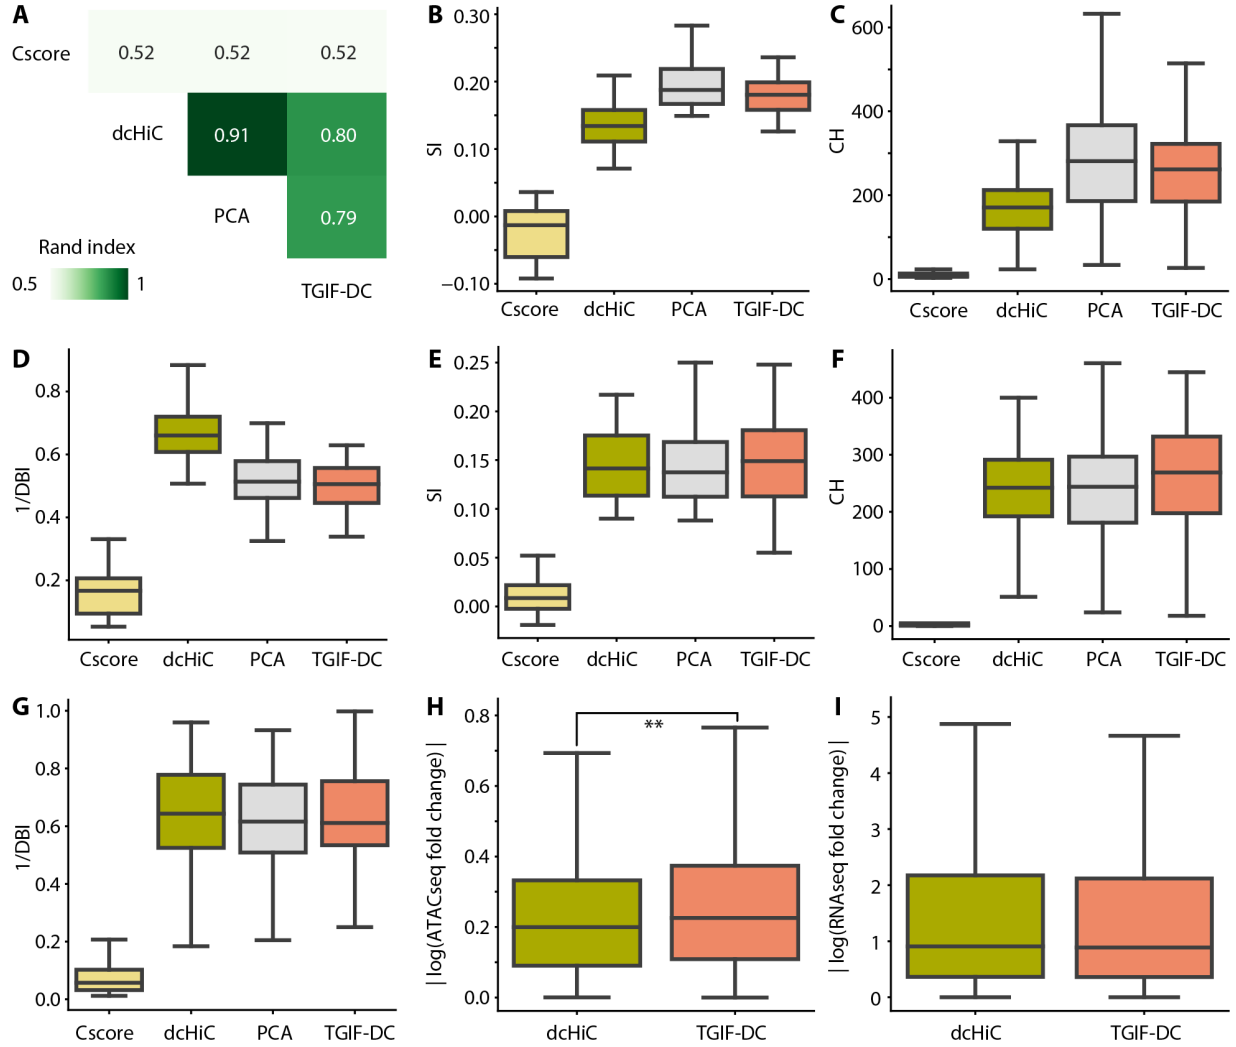 A
Cscore
0.52
0.52
0.52
dcHiC
0.91
0.80
PCA
0.79
Rand index
0.5
1
TGIF-DC
B
SI
0.30
0.20
0.10
0.00
−0.10
Cscore
dcHiC
PCA
TGIF-DC
C
CH
600
400
200
0
Cscore
dcHiC
PCA
TGIF-DC
D
1/DBI
0.8
0.6
0.4
0.2
Cscore
dcHiC
PCA
TGIF-DC
E
SI
0.25
0.20
0.15
0.10
0.05
0.00
Cscore
dcHiC
PCA
TGIF-DC
F
CH
400
300
200
100
0
Cscore
dcHiC
PCA
TGIF-DC
G
1/DBI
1.0
0.8
0.6
0.4
0.2
0.0
Cscore
dcHiC
PCA
TGIF-DC
H
| log(ATACseq fold change) |
0.8
0.6
0.4
0.2
0.0
**
dcHiC
TGIF-DC
I
| log(RNAseq fold change) |
5
4
3
2
1
0
dcHiC
TGIF-DC